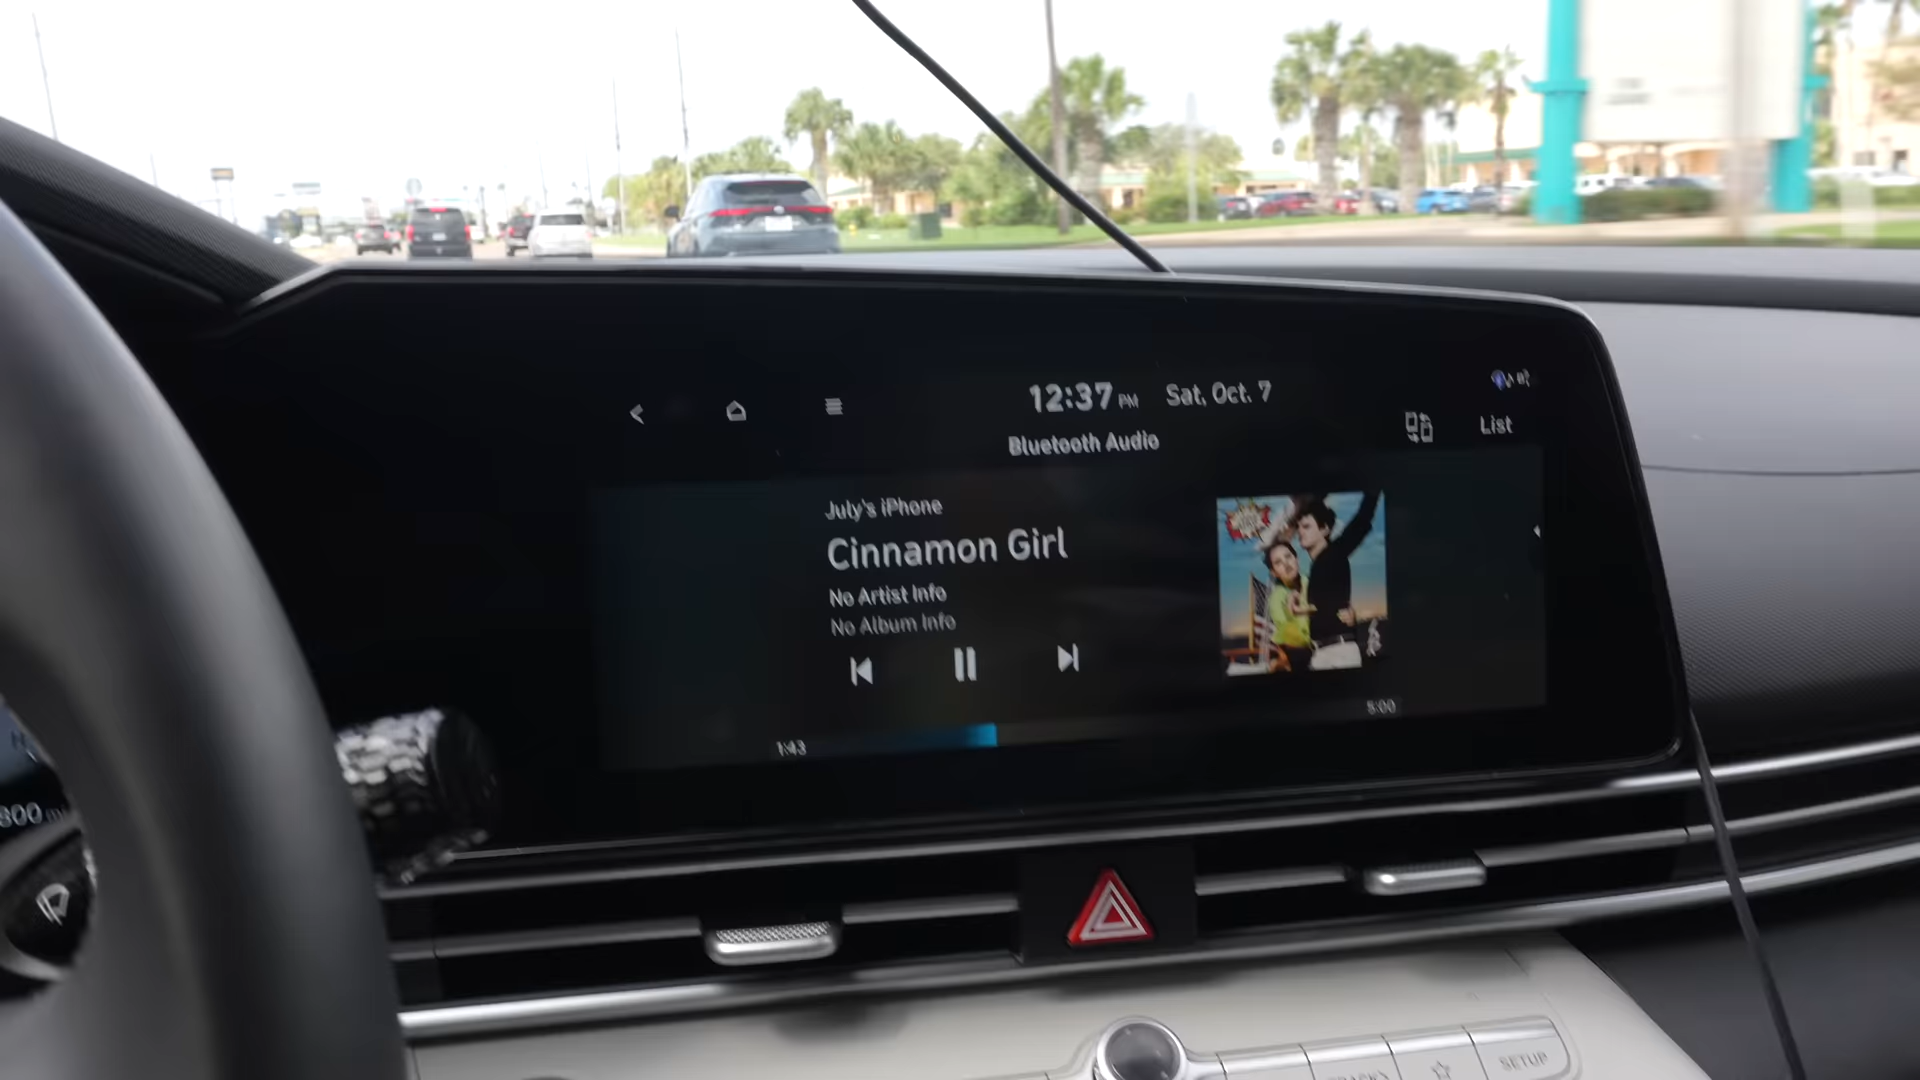 12:37 PM Sat, Oct. 7
Bluetooth Audio
List
July's iPhone
Cinnamon Girl
No Artist Info
No Album Info
1:43
5:00
800
SETUP